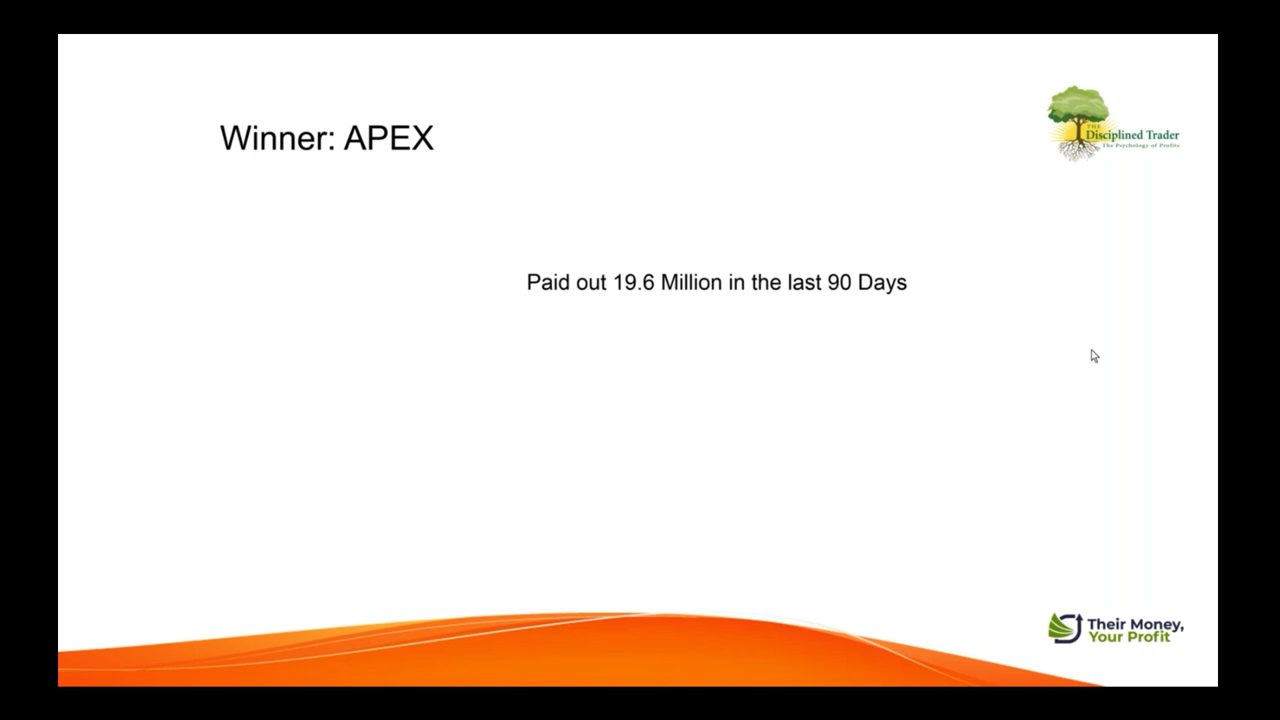 Winner: APEX
THE
Disciplined Trader
The Psychology of Profits
Paid out 19.6 Million in the last 90 Days
Their Money,
Your Profit